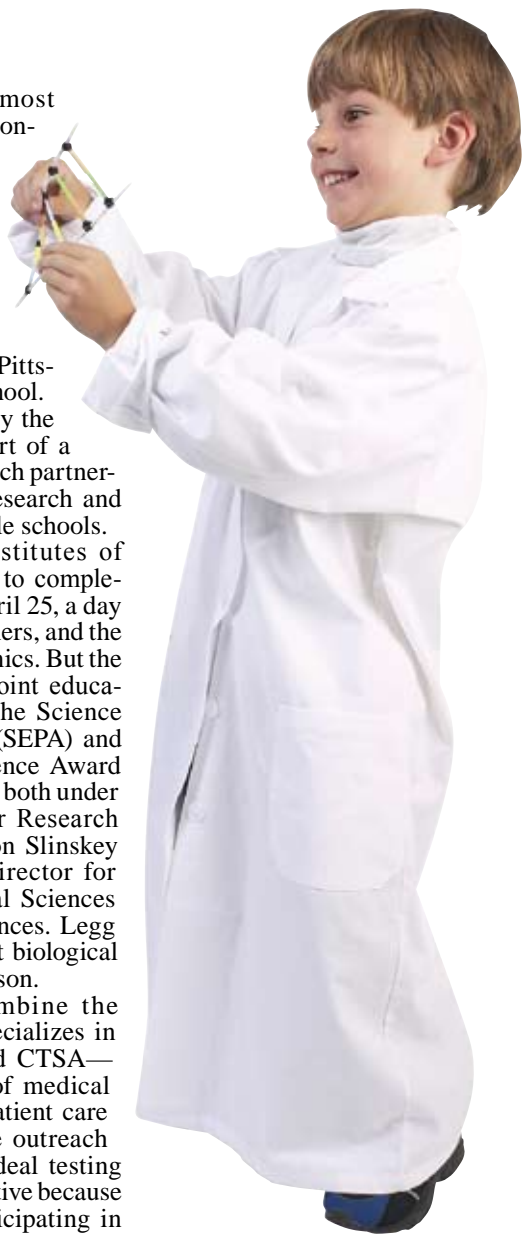 most
on-
Pitts-
hool.
y the
rt of a
ch partner-
esearch and
le schools.
stitutes of
to comple-
ril 25, a day
ers, and the
nics. But the
oint educa-
he Science
(SEPA) and
ence Award
both under
r Research
on Slinskey
irector for
al Sciences
nces. Legg
t biological
son.
mbine the
ecializes in
d CTSA—
of medical
atient care
e outreach
deal testing
tive because
icipating in